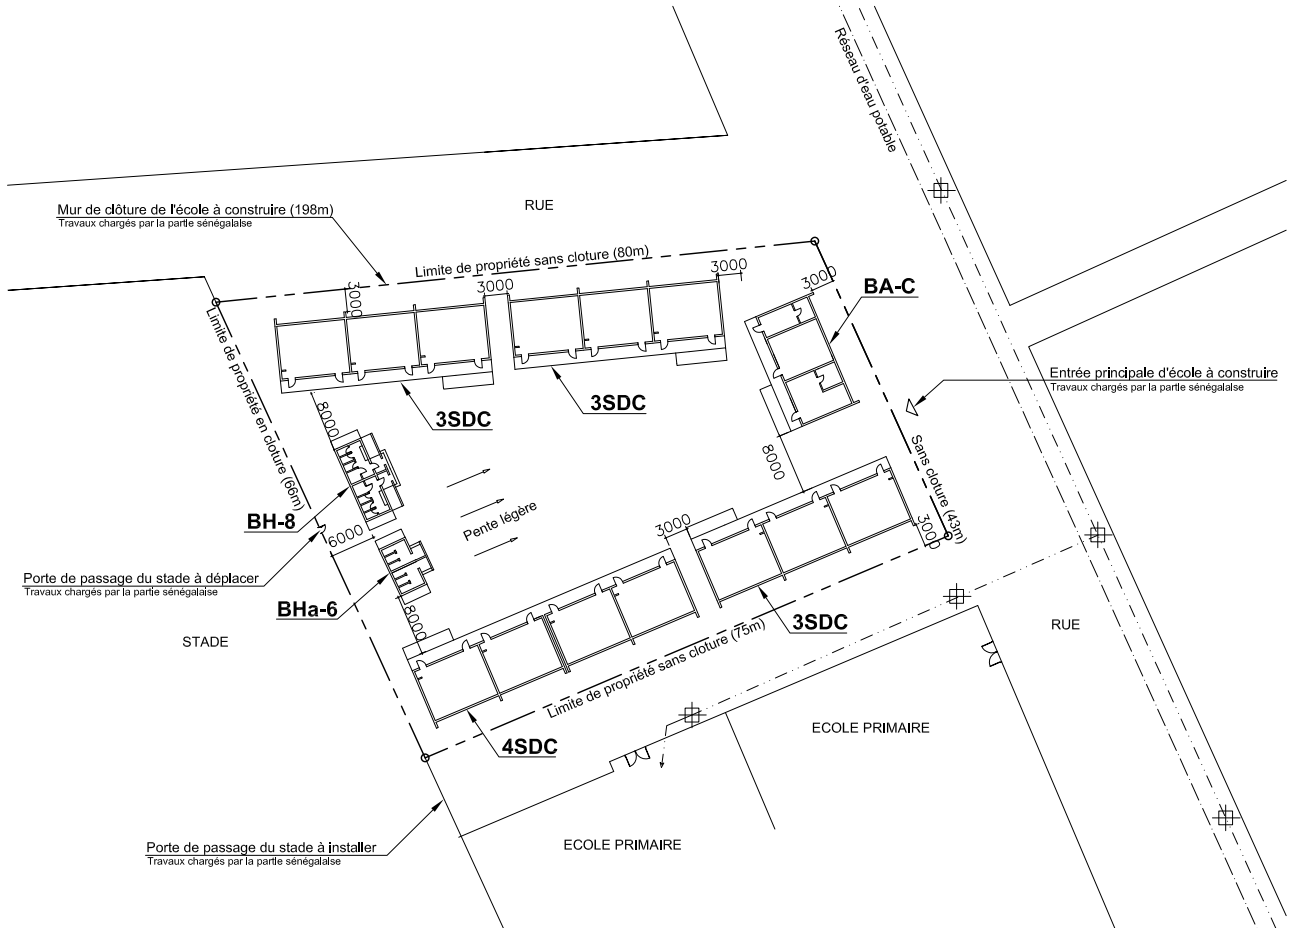 Réseau d'eau potable
RUE
Mur de clôture de l'école à construire (198m)
Travaux chargés par la partie sénégalaise
Limite de propriété sans cloture (80m)
3000
3000
3000
3000
BA-C
Limite de propriété en cloture (66m)
Entrée principale d'école à construire
Travaux chargés par la partie sénégalaise
3SDC
3SDC
8000
8000
Sans cloture (43m)
BH-8
Pente légère
6000
3000
3000
Porte de passage du stade à déplacer
Travaux chargés par la partie sénégalaise
BHa-6
8000
3SDC
STADE
RUE
Limite de propriété sans cloture (75m)
4SDC
ECOLE PRIMAIRE
Porte de passage du stade à installer
Travaux chargés par la partie sénégalaise
ECOLE PRIMAIRE